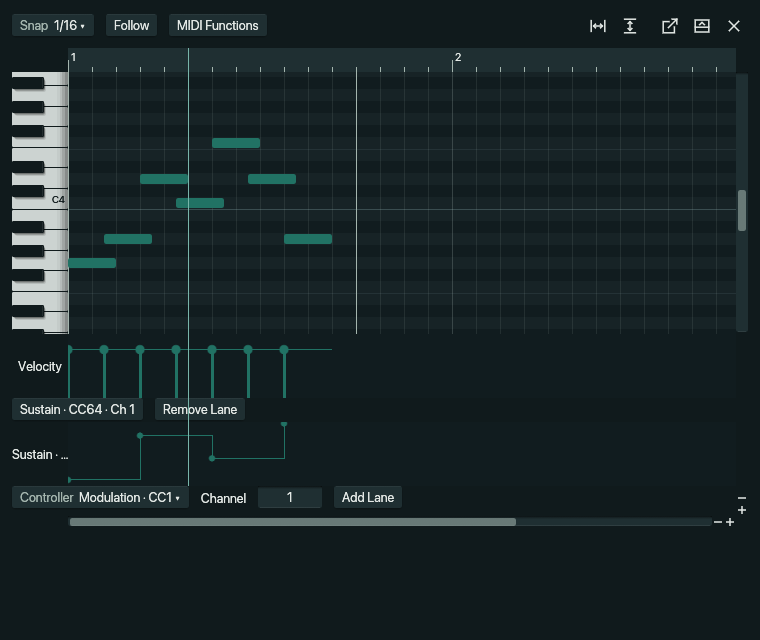 Snap 1/16 Follow MIDI Functions
1 2
C4
Velocity
Sustain · CC64 · Ch 1 Remove Lane
Sustain · ...
Controller Modulation · CC1 Channel 1 Add Lane